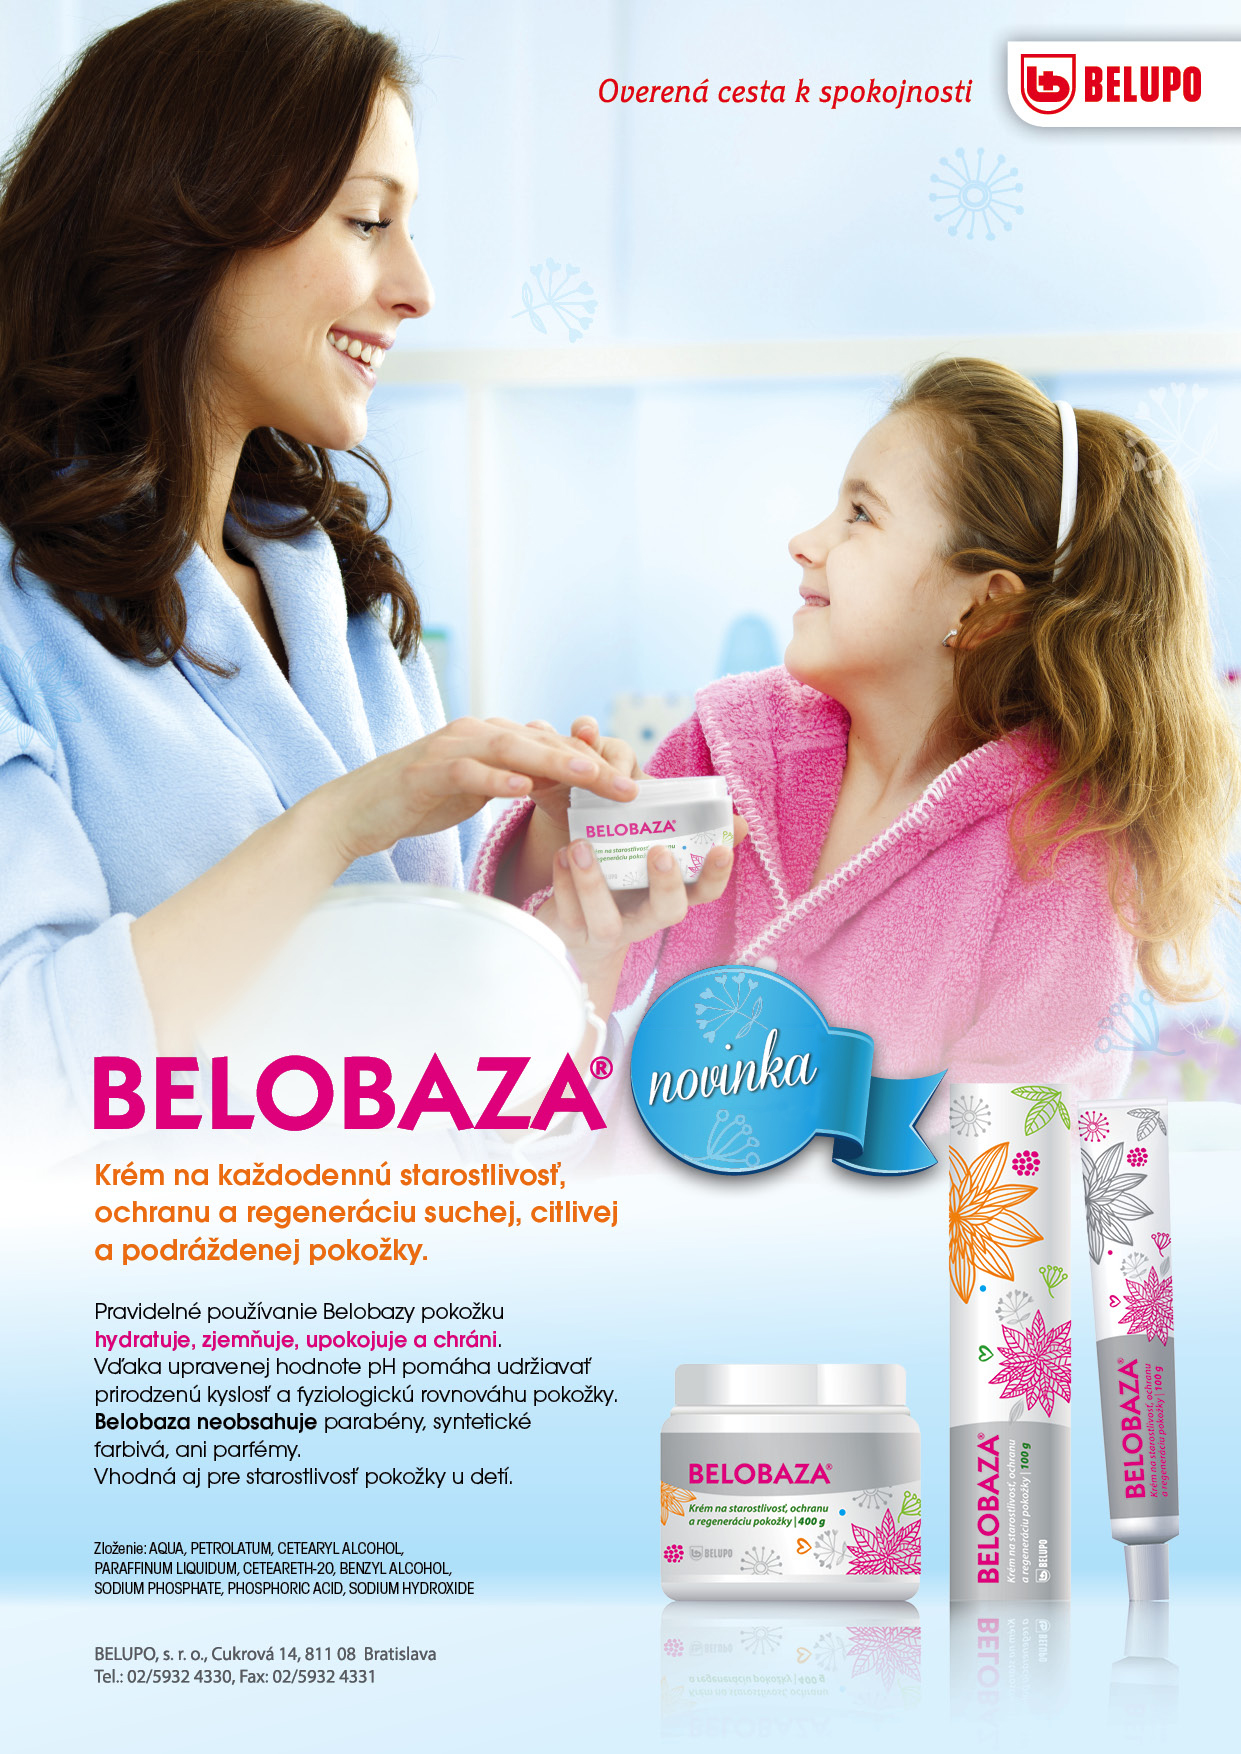 Overená cesta k spokojnosti
BELUPO
BELOBAZA®
Krém na starostlivosť, ochranu
regeneráciu pokožky
novinka
BELOBAZA®
Krém na každodennú starostlivosť,
ochranu a regeneráciu suchej, citlivej
a podráždenej pokožky.
Pravidelné používanie Belobazy pokožku
hydratuje, zjemňuje, upokojuje a chráni.
Vďaka upravenej hodnote pH pomáha udržiavať
prirodzenú kyslosť a fyziologickú rovnováhu pokožky.
Belobaza neobsahuje parabény, syntetické
farbivá, ani parfémy.
Vhodná aj pre starostlivosť pokožky u detí.
Zloženie: AQUA, PETROLATUM, CETEARYL ALCOHOL,
PARAFFINUM LIQUIDUM, CETEARETH-20, BENZYL ALCOHOL,
SODIUM PHOSPHATE, PHOSPHORIC ACID, SODIUM HYDROXIDE
BELUPO, s. r. o., Cukrová 14, 811 08 Bratislava
Tel.: 02/5932 4330, Fax: 02/5932 4331
BELOBAZA®
Krém na starostlivosť, ochranu
a regeneráciu pokožky | 400 g
BELUPO
BELOBAZA®
Krém na starostlivosť, ochranu
a regeneráciu pokožky | 100 g
BELUPO
BELOBAZA®
Krém na starostlivosť, ochranu
a regeneráciu pokožky | 100 g